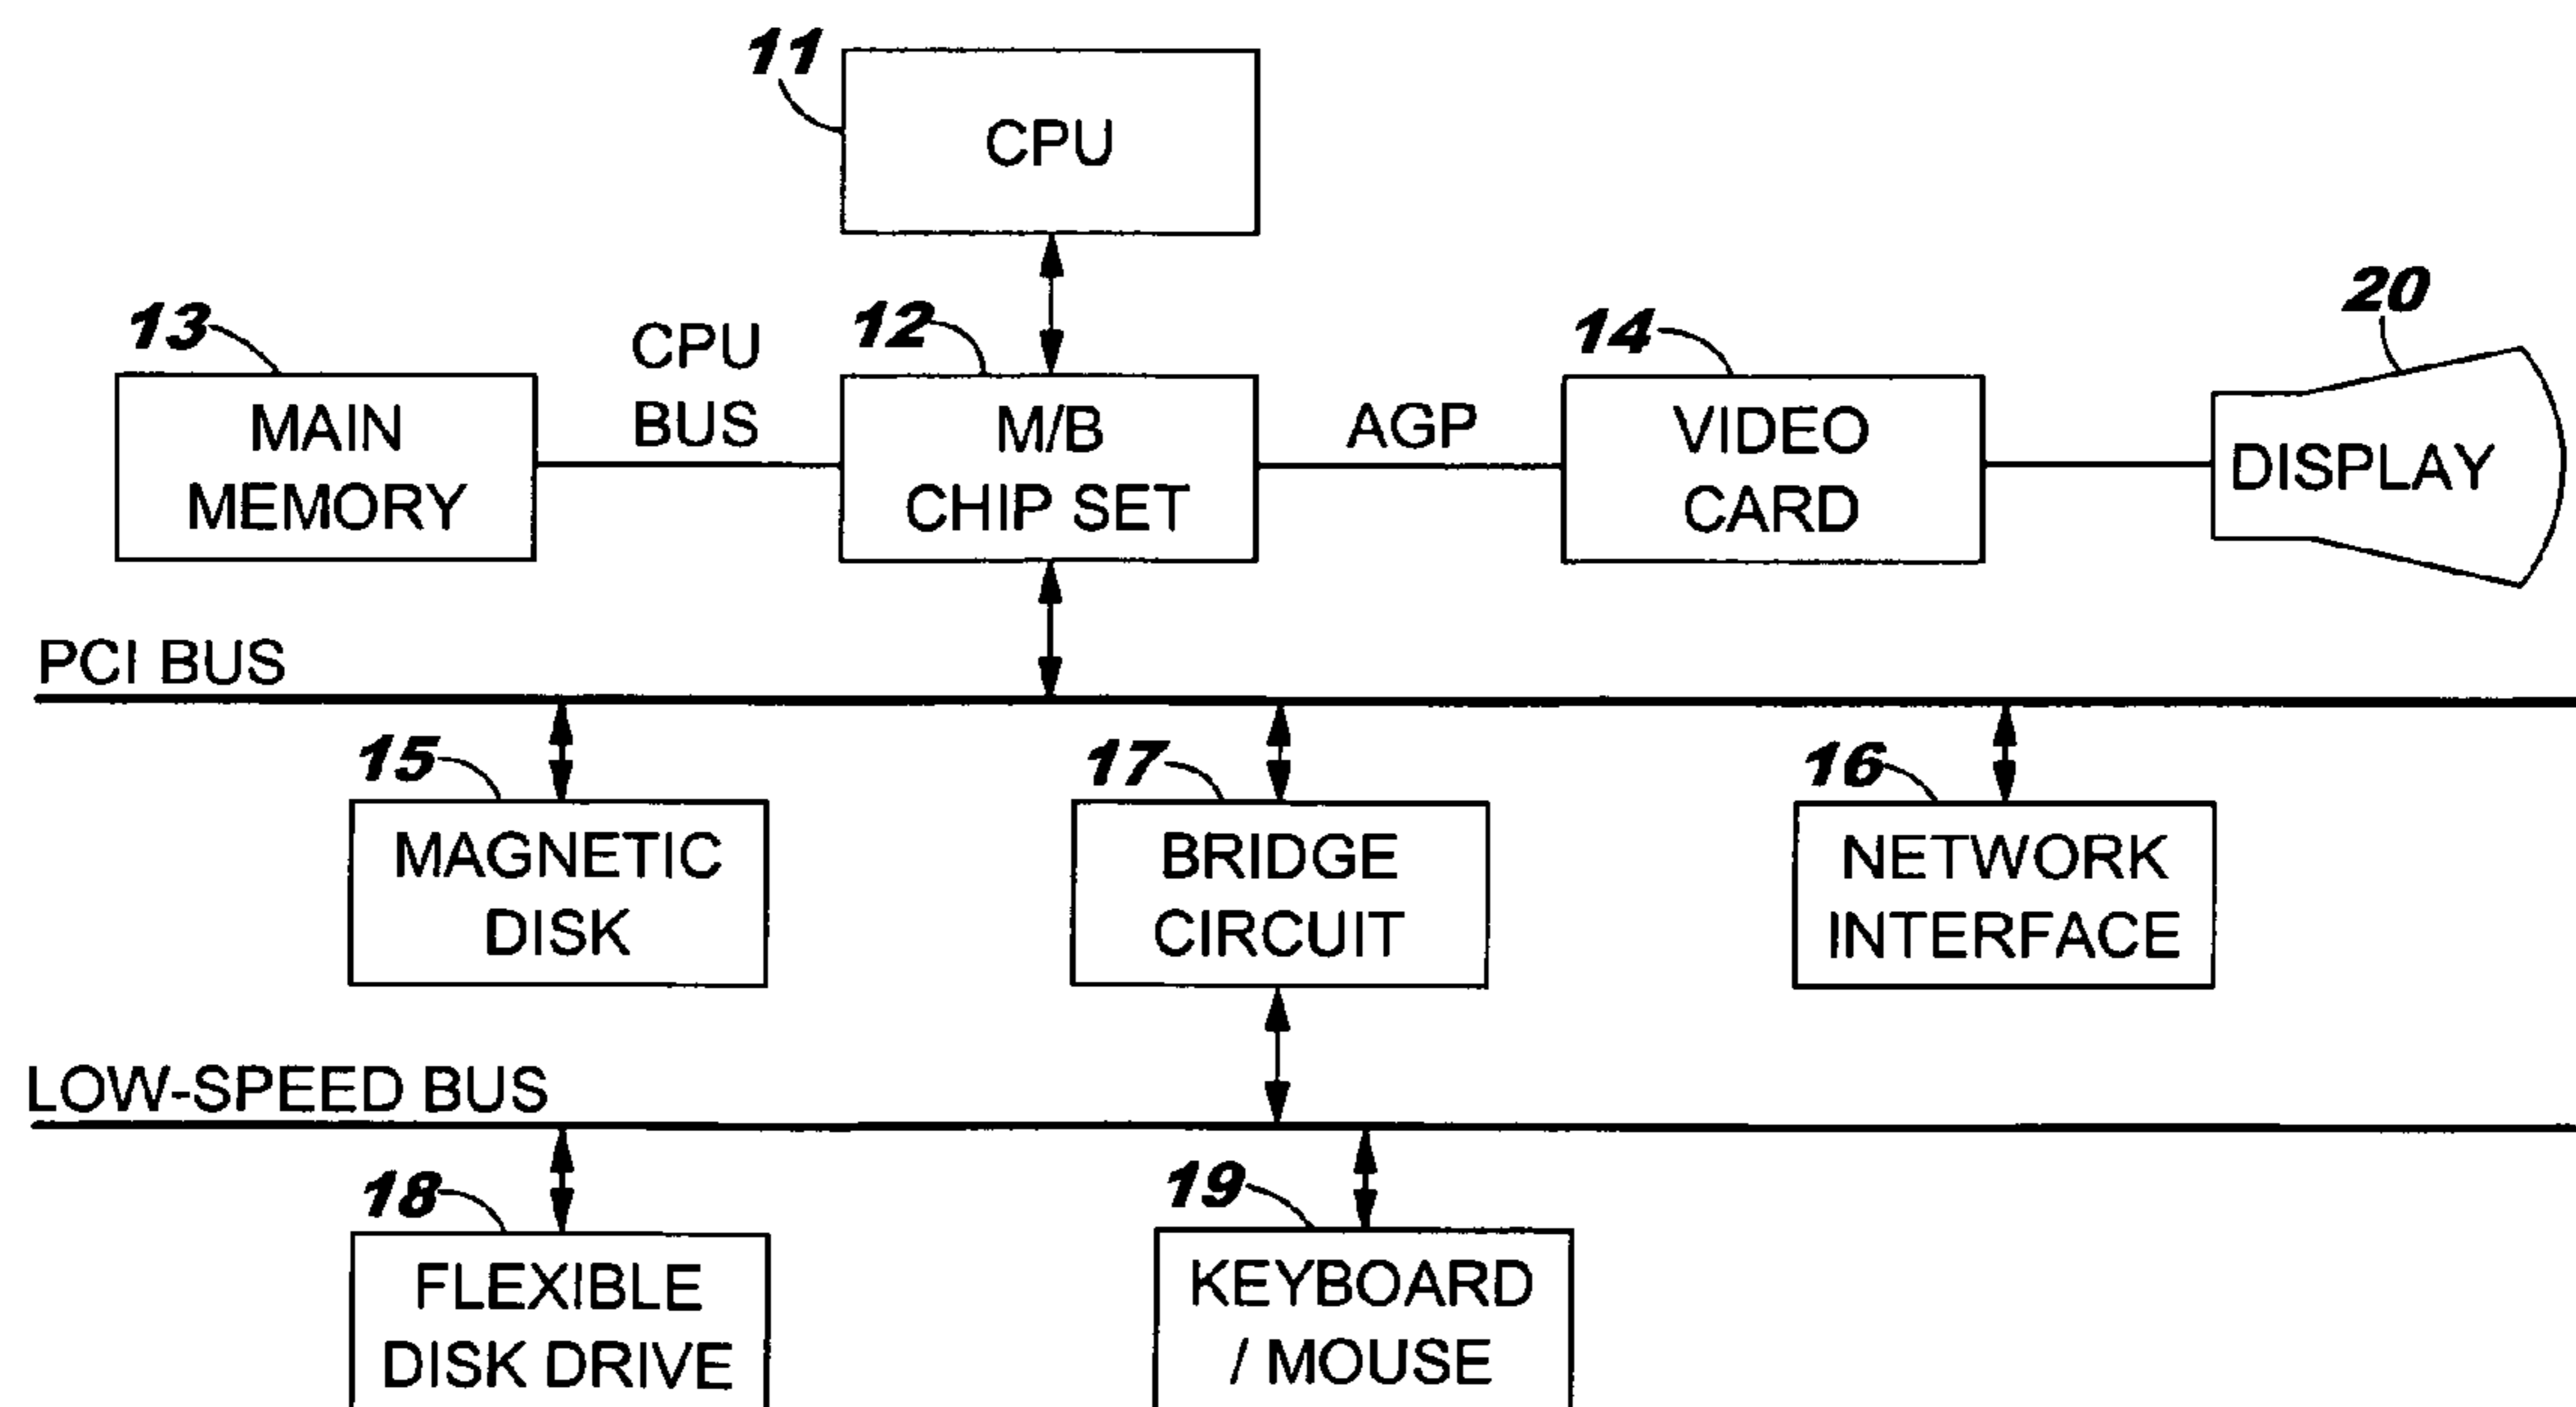 11
CPU
13
CPU
BUS
12
14
20
MAIN
MEMORY
M/B
CHIP SET
AGP
VIDEO
CARD
DISPLAY
PCI BUS
15
17
16
MAGNETIC
DISK
BRIDGE
CIRCUIT
NETWORK
INTERFACE
LOW-SPEED BUS
18
19
FLEXIBLE
DISK DRIVE
KEYBOARD
/ MOUSE